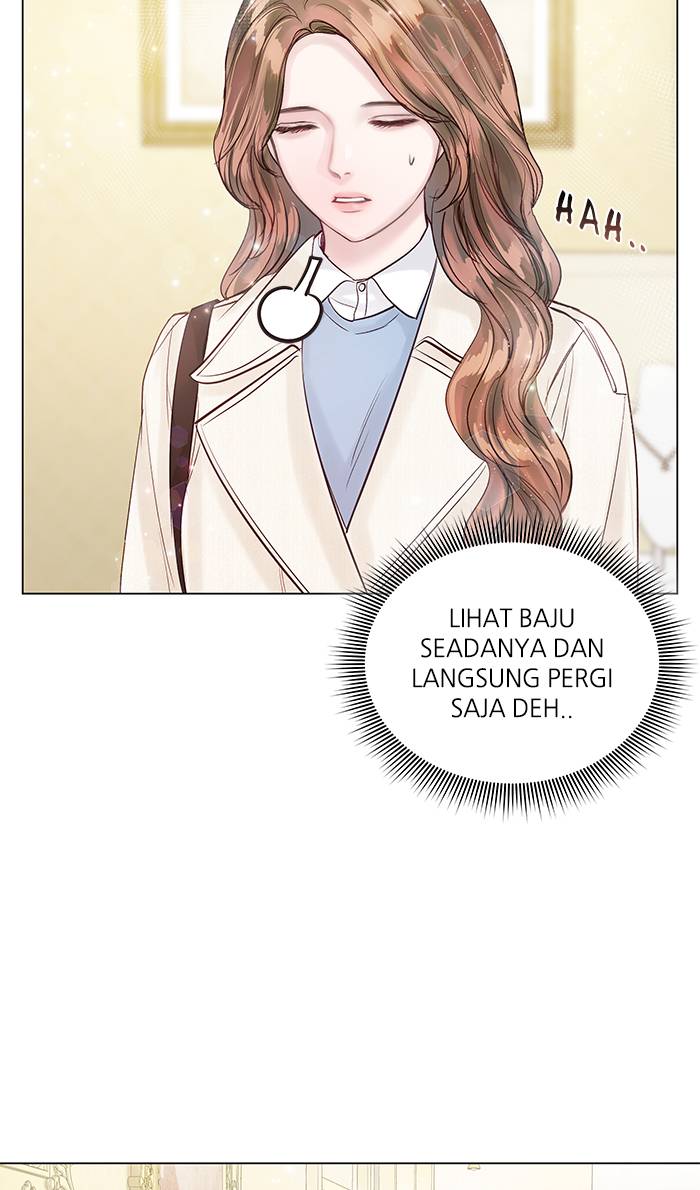 HAH..
LIHAT BAJU
SEADANYA DAN
LANGSUNG PERGI
SAJA DEH..